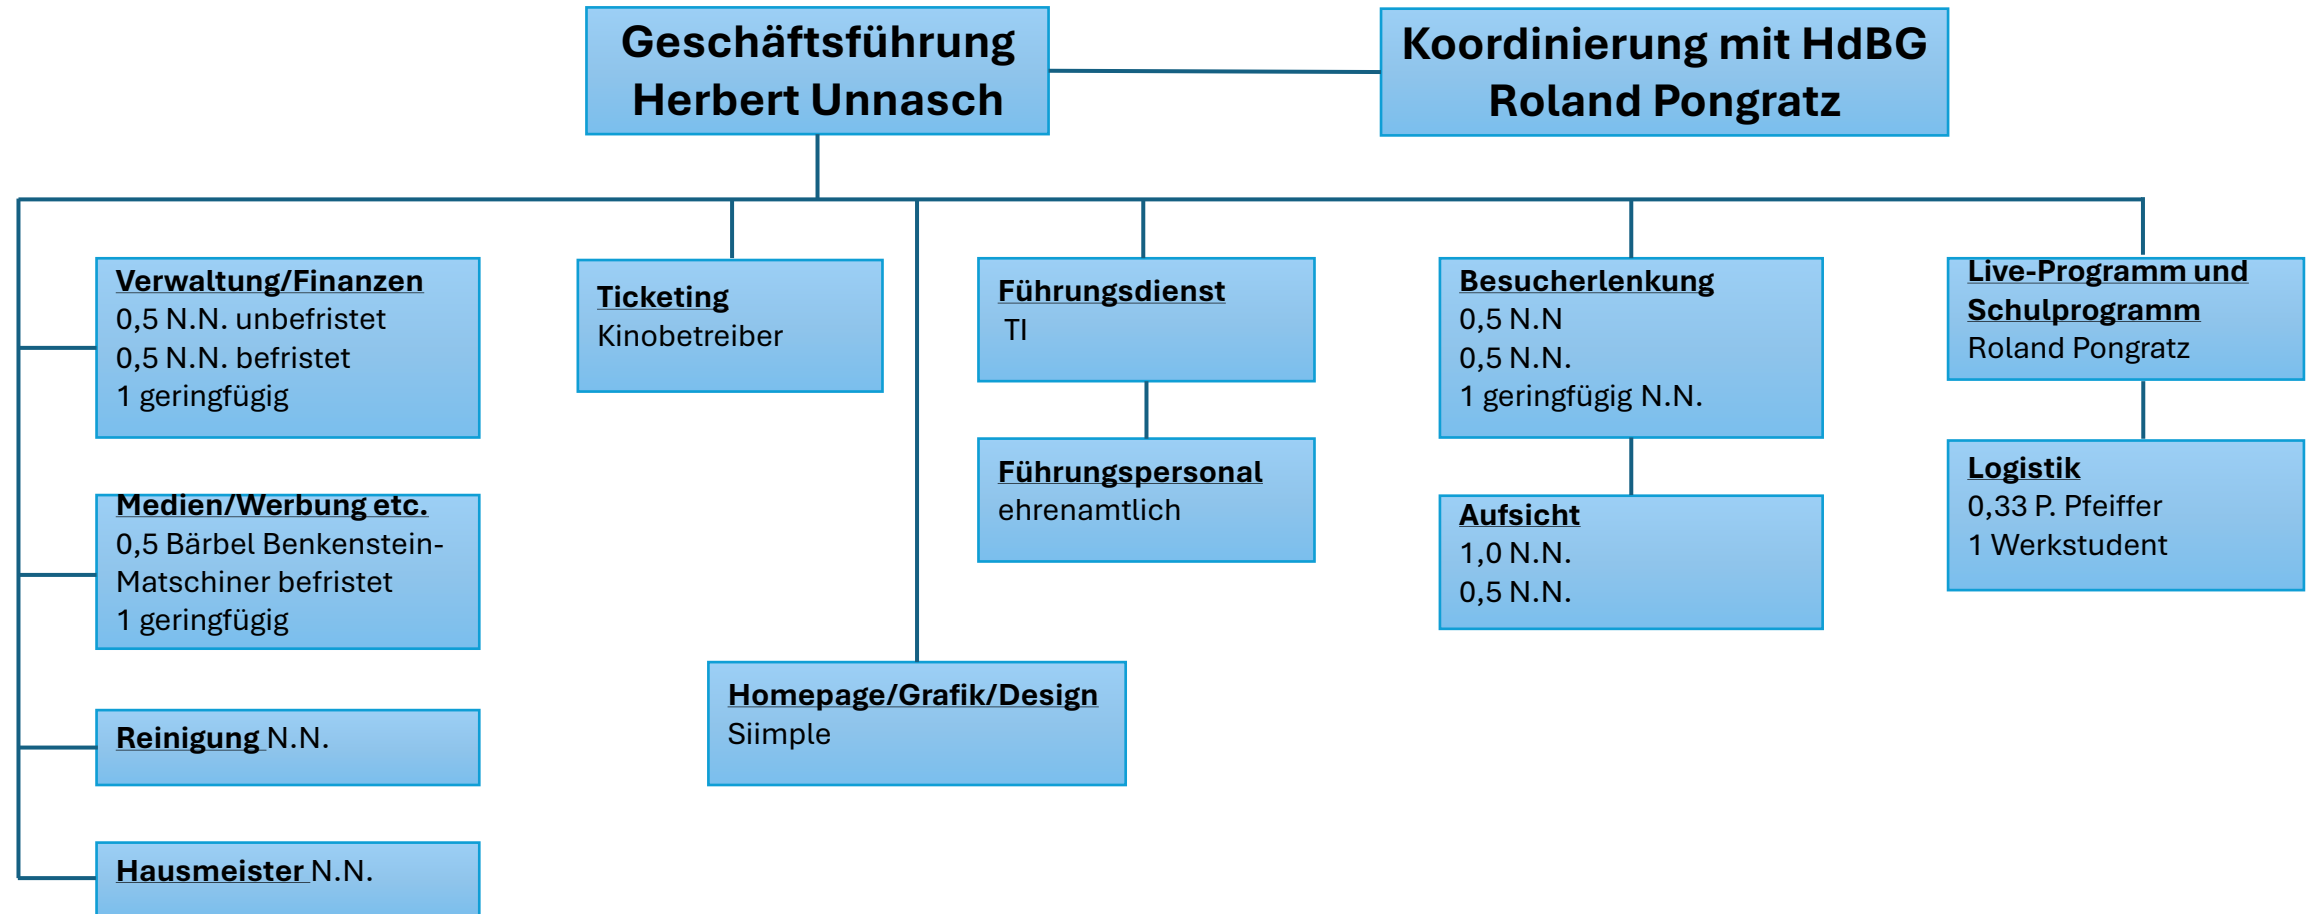 Geschäftsführung
Herbert Unnasch
Koordinierung mit HdBG
Roland Pongratz
Verwaltung/Finanzen
0,5 N.N. unbefristet
0,5 N.N. befristet
1 geringfügig
Ticketing
Kinobetreiber
Führungsdienst
TI
Besucherlenkung
0,5 N.N
0,5 N.N.
1 geringfügig N.N.
Live-Programm und
Schulprogramm
Roland Pongratz
Medien/Werbung etc.
0,5 Bärbel Benkenstein-
Matschiner befristet
1 geringfügig
Führungspersonal
ehrenamtlich
Aufsicht
1,0 N.N.
0,5 N.N.
Logistik
0,33 P. Pfeiffer
1 Werkstudent
Homepage/Grafik/Design
Siimple
Reinigung N.N.
Hausmeister N.N.